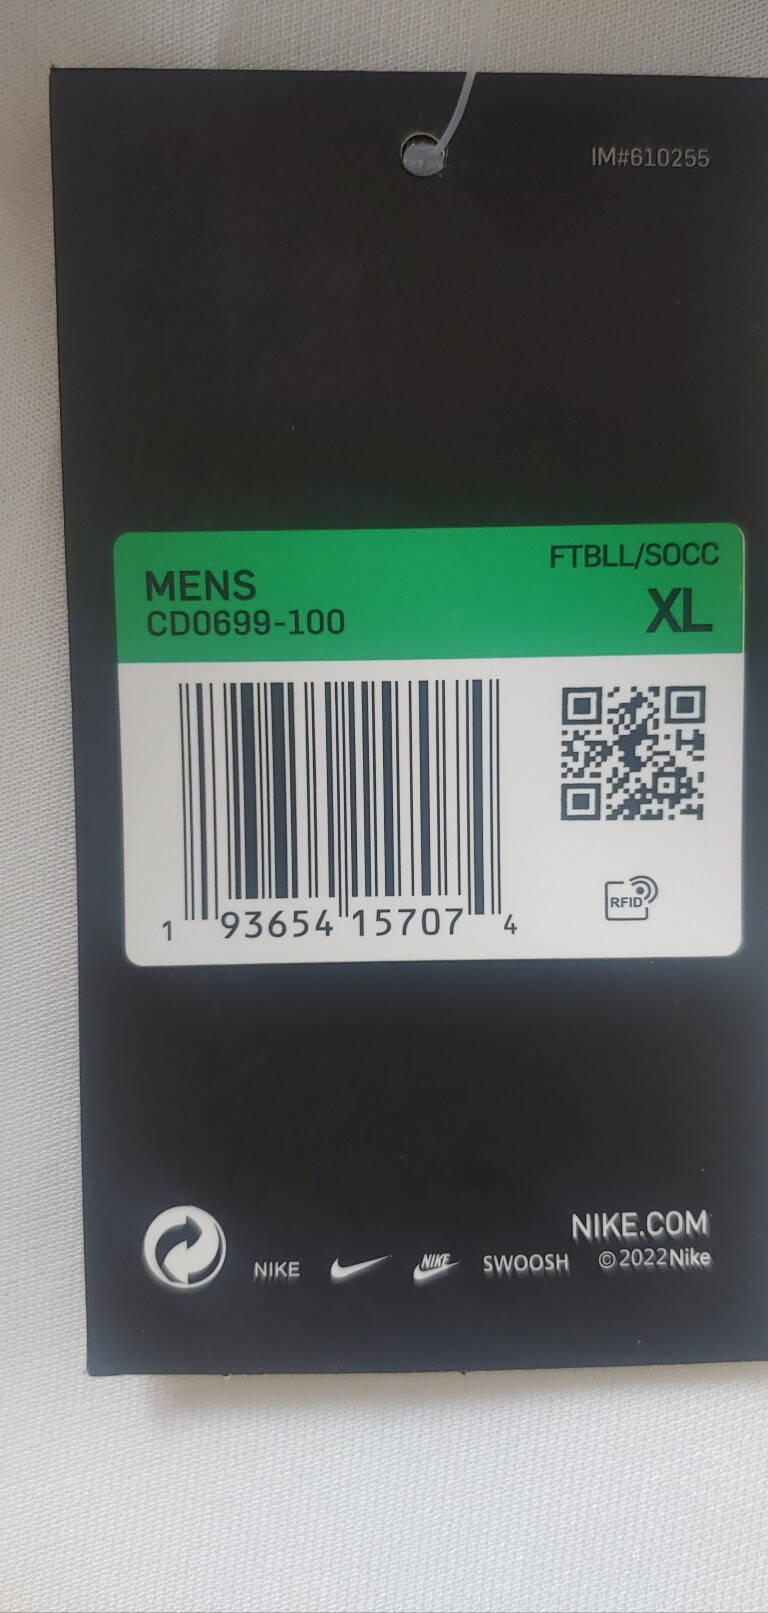 IM#610255
FTBLL/SOCC
MENS
XL
CD0699-100
RFID
1 93654 15707 4
NIKE.COM
NIKE NIKE SWOOSH ©2022Nike